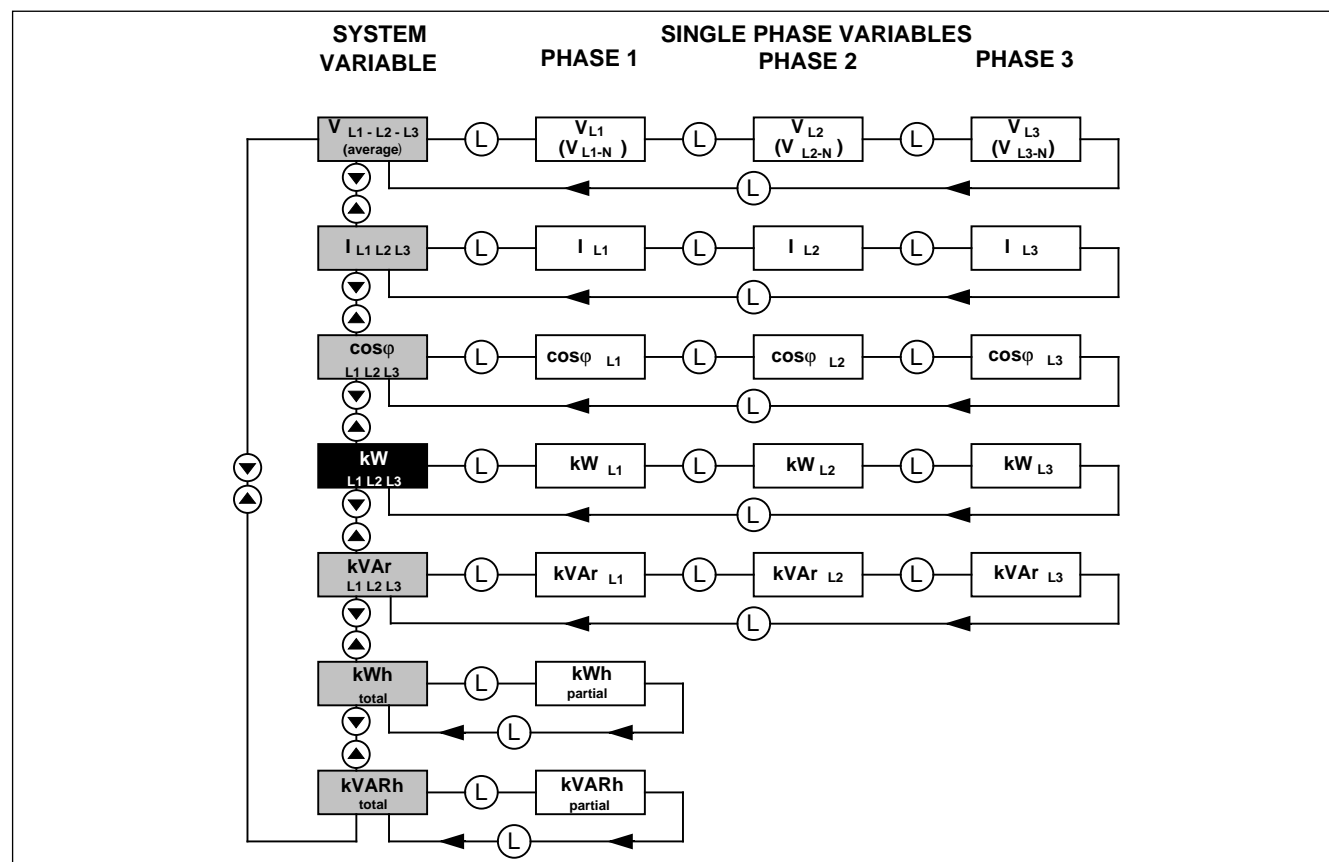 SYSTEM
VARIABLE
SINGLE PHASE VARIABLES
PHASE 1
PHASE 2
PHASE 3
V L1 - L2 - L3
(average)
L
V L1
(V L1-N )
L
V L2
(V L2-N )
L
V L3
(V L3-N)
L
I L1 L2 L3
L
I L1
L
I L2
L
I L3
L
cosφ
L1 L2 L3
L
cosφ L1
L
cosφ L2
L
cosφ L3
L
kW
L1 L2 L3
L
kW L1
L
kW L2
L
kW L3
L
kVAr
L1 L2 L3
L
kVAr L1
L
kVAr L2
L
kVAr L3
L
kWh
total
L
kWh
partial
L
kVARh
total
L
kVARh
partial
L